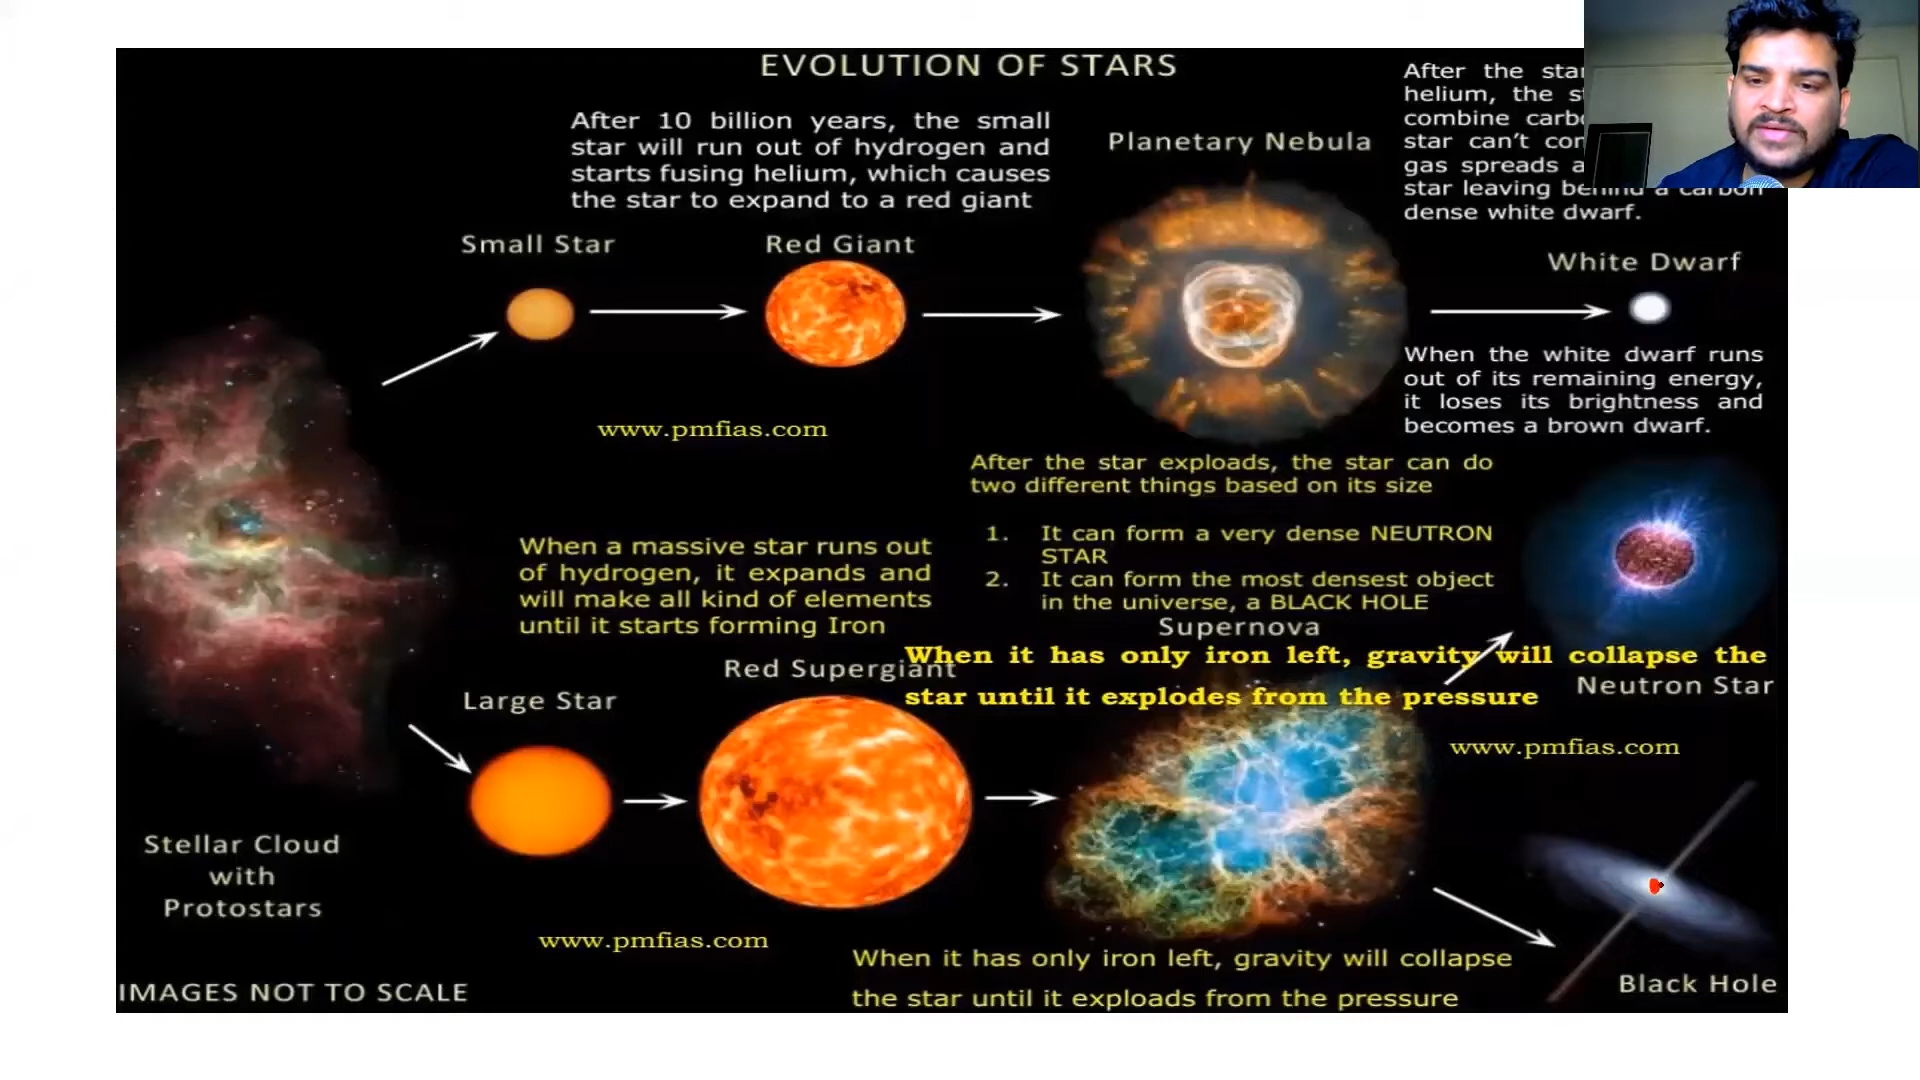 EVOLUTION OF STARS
After 10 billion years, the small
star will run out of hydrogen and
starts fusing helium, which causes
the star to expand to a red giant
Planetary Nebula
After the
helium, the
combine
star can't
gas spreads
star leaving behind a carbon
dense white dwarf.
Small Star
Red Giant
White Dwarf
When the white dwarf runs
out of its remaining energy,
it loses its brightness and
becomes a brown dwarf.
www.pmfias.com
After the star exploads, the star can do
two different things based on its size
1. It can form a very dense NEUTRON
STAR
2. It can form the most densest object
in the universe, a BLACK HOLE
When a massive star runs out
of hydrogen, it expands and
will make all kind of elements
until it starts forming Iron
Supernova
When it has only iron left, gravity will collapse the
star until it explodes from the pressure
Red Supergiant
Large Star
Neutron Star
www.pmfias.com
Stellar Cloud
with
Protostars
www.pmfias.com
When it has only iron left, gravity will collapse
the star until it exploads from the pressure
Black Hole
IMAGES NOT TO SCALE